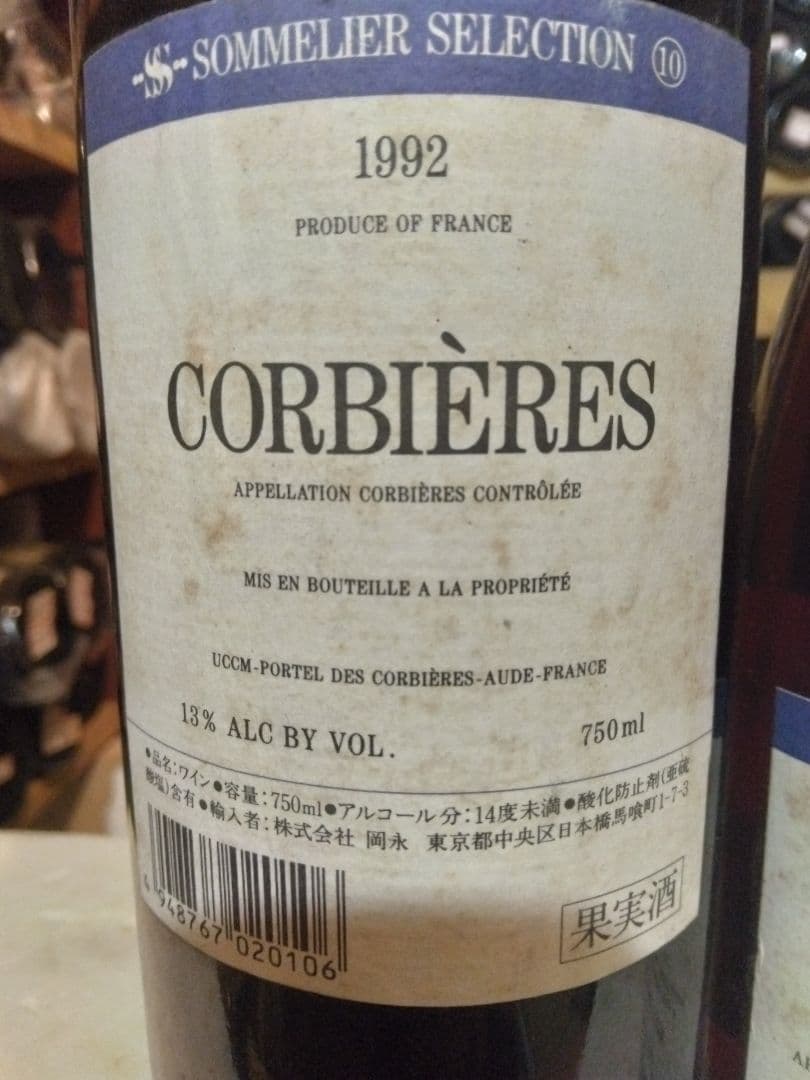 -SS- SOMMELIER SELECTION ⑩
1992
PRODUCE OF FRANCE
CORBIÈRES
APPELLATION CORBIÈRES CONTRÔLÉE
MIS EN BOUTEILLE A LA PROPRIÉTÉ
UCCM-PORTEL DES CORBIÈRES-AUDE-FRANCE
13% ALC BY VOL.
750ml
●品名:ワイン●容量:750ml●アルコール分:14度未満●酸化防止剤(亜硫
酸塩)含有●輸入者:株式会社 岡永 東京都中央区日本橋馬喰町1-7-3
4 948767 020106
果実酒